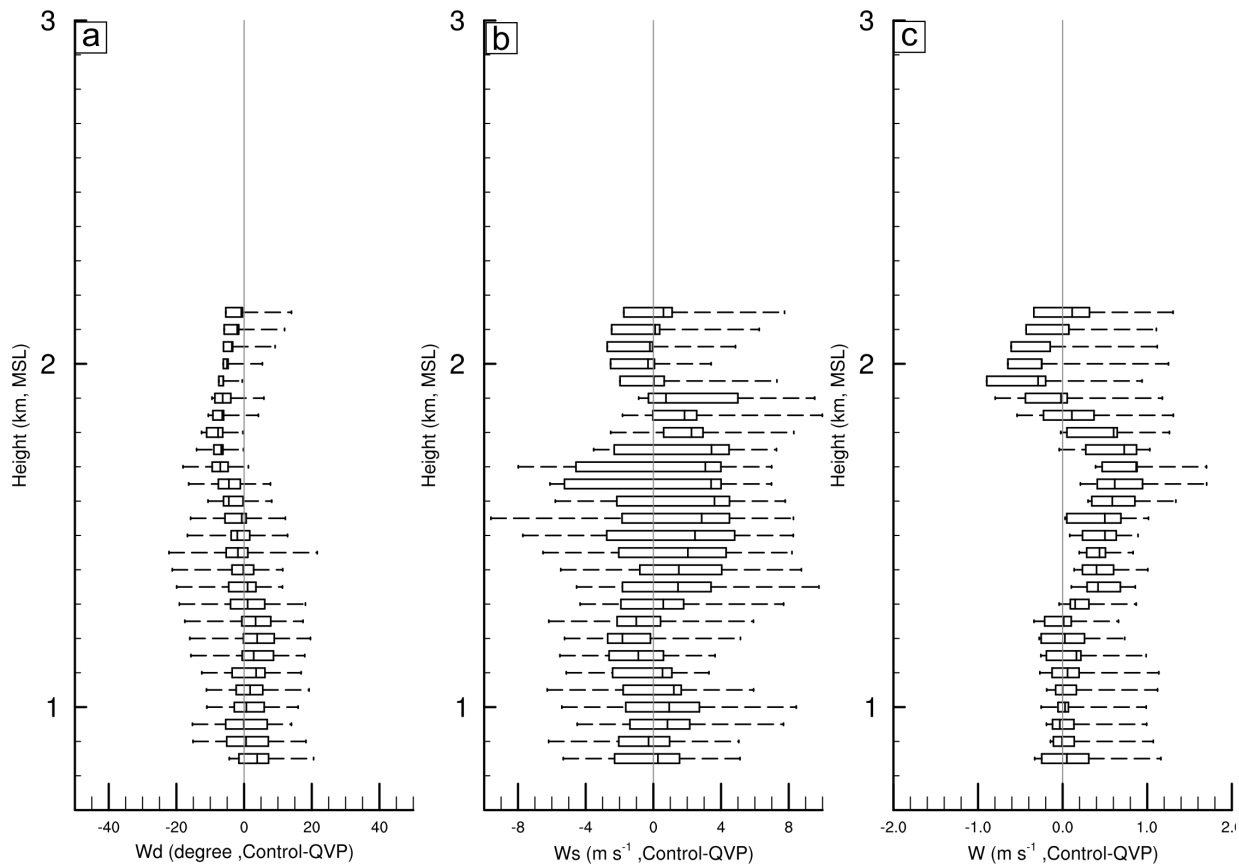 a
3
2
1
Height (km, MSL)
-40 -20 0 20 40
Wd (degree ,Control-QVP)
b
3
2
1
Height (km, MSL)
-8 -4 0 4 8
Ws (m s⁻¹ ,Control-QVP)
c
3
2
1
Height (km, MSL)
-2.0 -1.0 0.0 1.0 2.0
W (m s⁻¹ ,Control-QVP)